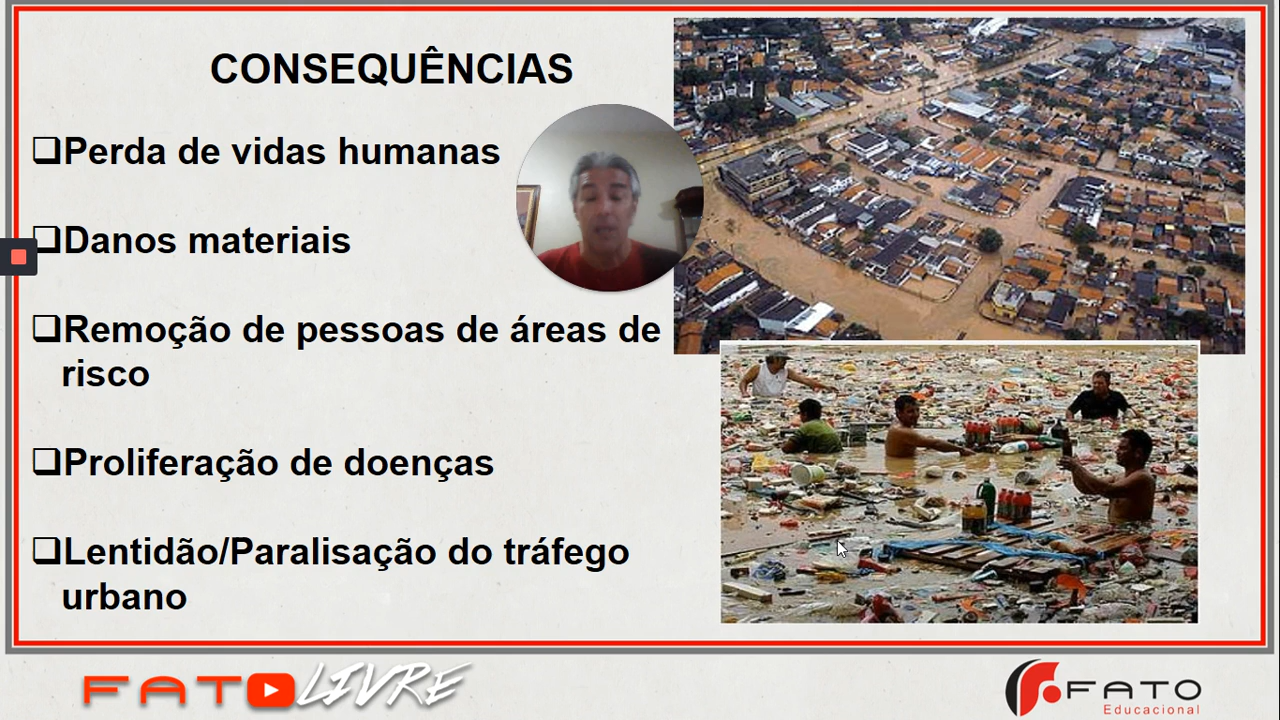 CONSEQUÊNCIAS
❑Perda de vidas humanas
❑Danos materiais
❑Remoção de pessoas de áreas de
risco
❑Proliferação de doenças
❑Lentidão/Paralisação do tráfego
urbano
FATO LIVRE
FATO
Educacional